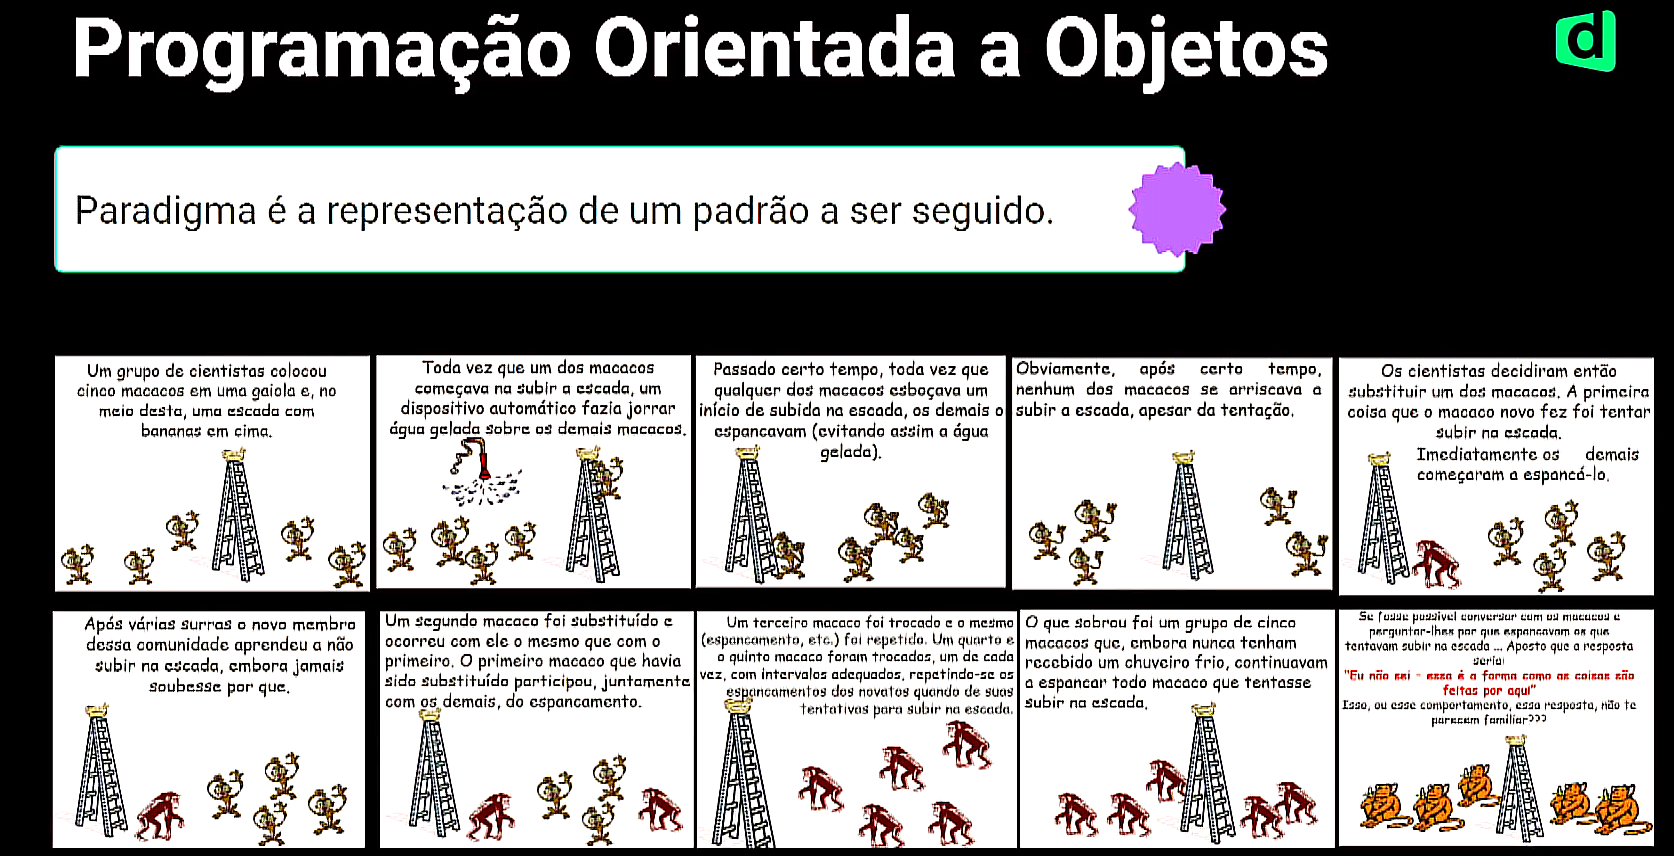 Programação Orientada a Objetos
d
Paradigma é a representação de um padrão a ser seguido.
Um grupo de cientistas colocou
cinco macacos em uma gaiola e, no
meio desta, uma escada com
bananas em cima.
Toda vez que um dos macacos
começava na subir a escada, um
dispositivo automático fazia jorrar
água gelada sobre os demais macacos.
Passado certo tempo, toda vez que
qualquer dos macacos esboçava um
início de subida na escada, os demais o
espancavam (evitando assim a água
gelada).
Obviamente, após certo tempo,
nenhum dos macacos se arriscava a
subir a escada, apesar da tentação.
Os cientistas decidiram então
substituir um dos macacos. A primeira
coisa que o macaco novo fez foi tentar
subir na escada.
Imediatamente os demais
começaram a espancá-lo.
Após várias surras o novo membro
dessa comunidade aprendeu a não
subir na escada, embora jamais
soubesse por que.
Um segundo macaco foi substituído e
ocorreu com ele o mesmo que com o
primeiro. O primeiro macaco que havia
sido substituído participou, juntamente
com os demais, do espancamento.
Um terceiro macaco foi trocado e o mesmo
(espancamento, etc.) foi repetido. Um quarto e
o quinto macaco foram trocados, um de cada
vez, com intervalos adequados, repetindo-se os
espancamentos dos novatos quando de suas
tentativas para subir na escada.
O que sobrou foi um grupo de cinco
macacos que, embora nunca tenham
recebido um chuveiro frio, continuavam
a espancar todo macaco que tentasse
subir na escada.
Se fosse possível conversar com os macacos e
perguntar-lhes por que espancavam os que
tentavam subir na escada ... Aposto que a resposta
seria:
"Eu não sei - essa é a forma como as coisas são
feitas por aqui"
Isso, ou esse comportamento, essa resposta, não te
parecem familiar???